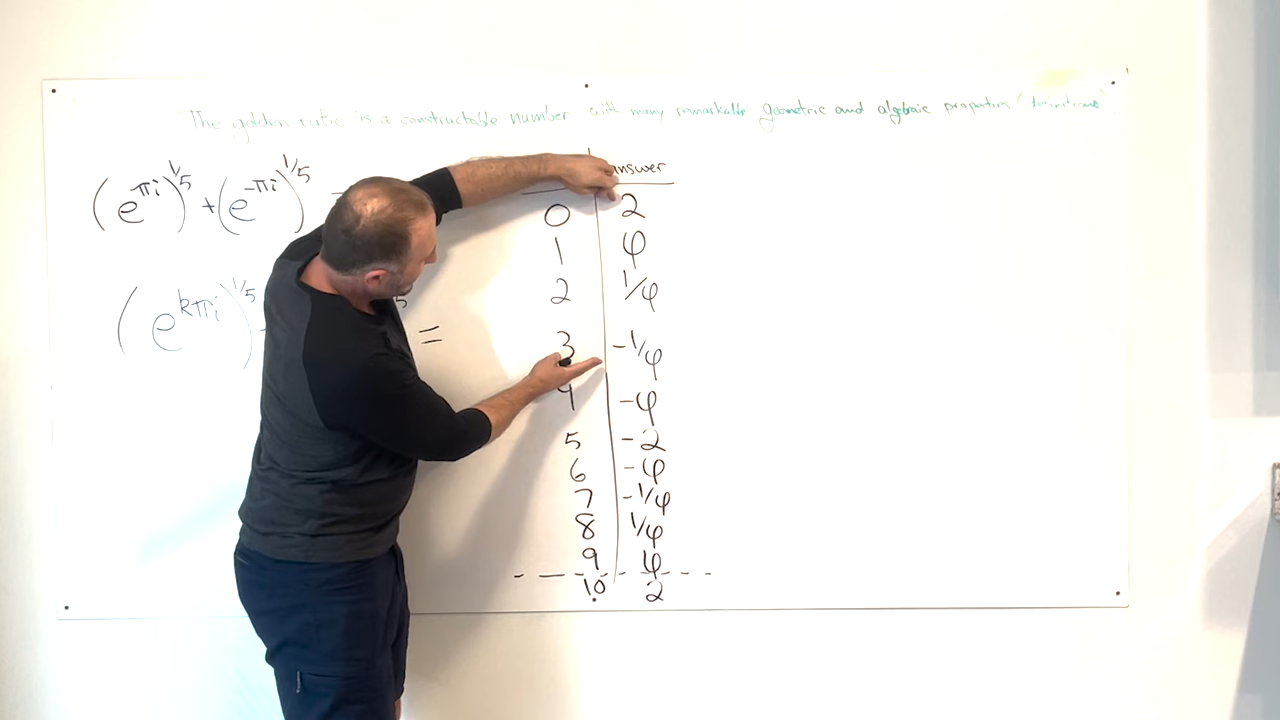 The golden ratio is a constructable number with many remarkable geometric and algebraic properties/definitions
(e^πi)^1/5 + (e^-πi)^1/5
answer
0 2
1 φ
2 1/φ
(e^kπi)^1/5 =
3 -1/φ
4 -φ
5 -2
6 -φ
7 -1/φ
8 1/φ
9 φ
10 2